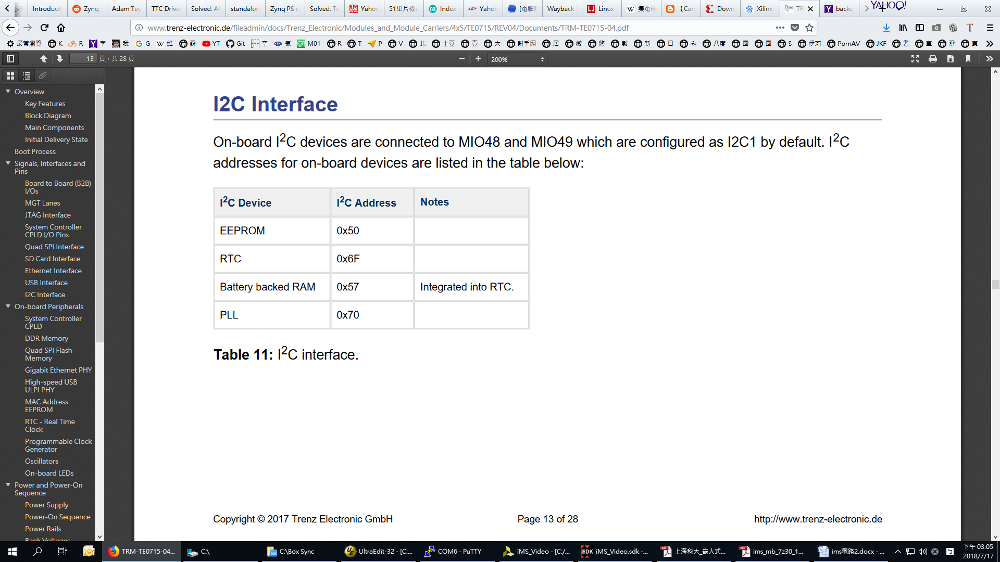 Introducti
Zynq,
Adam Tay
TTC Drive
Solved: A
standalon
Zynq PS c
Solved: Te
Yahoo
51單片機
Index
Yahoo
[電腦
Wayback
Linux
集電極
【Car
Down
Xilinx
TR
backe
YAHOO!
www.trenz-electronic.de/fileadmin/docs/Trenz_Electronic/Modules_and_Module_Carriers/4x5/TE0715/REV04/Documents/TRM-TE0715-04.pdf
最常瀏覽 K R 字 我 G 維 露 YT Git 空 氣 M01 R T P V 北 土豆 壹 大 射手网 居 微 悠 數 新 日 み 八度 國 國 S 伊莉 PornAV JKF 書 車 雷 東
13 頁，共 28 頁
200%
Overview
Key Features
Block Diagram
Main Components
Initial Delivery State
Boot Process
Signals, Interfaces and
Pins
Board to Board (B2B)
I/Os
MGT Lanes
JTAG Interface
System Controller
CPLD I/O Pins
Quad SPI Interface
SD Card Interface
Ethernet Interface
USB Interface
I2C Interface
On-board Peripherals
System Controller
CPLD
DDR Memory
Quad SPI Flash
Memory
Gigabit Ethernet PHY
High-speed USB
ULPI PHY
MAC Address
EEPROM
RTC - Real Time
Clock
Programmable Clock
Generator
Oscillators
On-board LEDs
Power and Power-On
Sequence
Power Supply
Power-On Sequence
Power Rails
Bank Voltages
I2C Interface
On-board I²C devices are connected to MIO48 and MIO49 which are configured as I2C1 by default. I²C
addresses for on-board devices are listed in the table below:
I²C Device I²C Address Notes
EEPROM 0x50
RTC 0x6F
Battery backed RAM 0x57 Integrated into RTC.
PLL 0x70
Table 11: I²C interface.
Copyright © 2017 Trenz Electronic GmbH Page 13 of 28 http://www.trenz-electronic.de
TRM-TE0715-04...
C:\
C:\Box Sync
UltraEdit-32 - [C:...
COM6 - PuTTY
iMS_Video - [C:/...
iMS_Video.sdk -...
上海科大_嵌入式...
ims_mb_7z30_1...
ims電路2.docx - ...
下午 03:05
2018/7/17